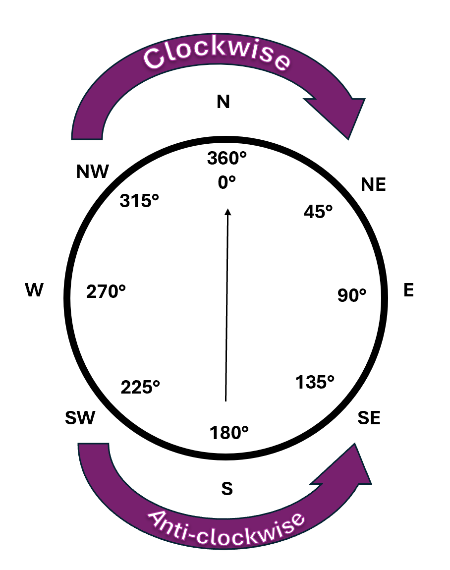 Clockwise
N
360°
0°
NW
NE
315°
45°
W
270°
90°
E
225°
135°
SW
SE
180°
S
Anti-clockwise